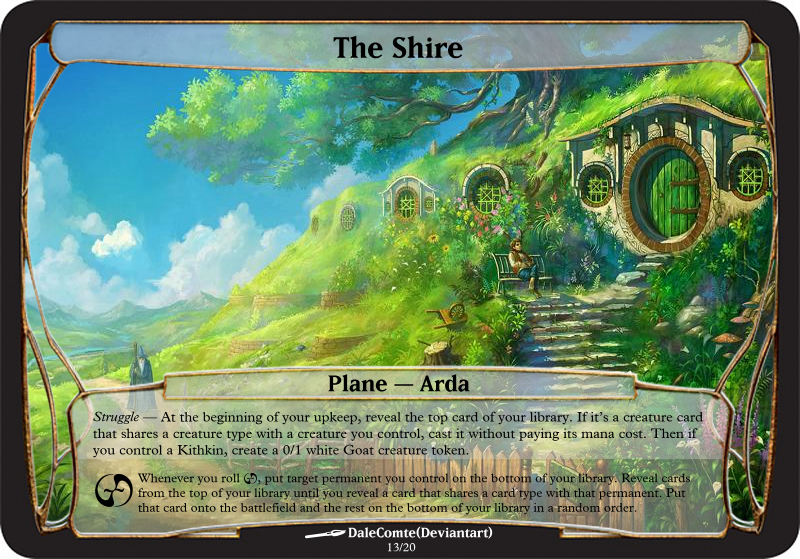 The Shire
Plane — Arda
Struggle — At the beginning of your upkeep, reveal the top card of your library. If it's a creature card
that shares a creature type with a creature you control, cast it without paying its mana cost. Then if
you control a Kithkin, create a 0/1 white Goat creature token.
Whenever you roll , put target permanent you control on the bottom of your library. Reveal cards
from the top of your library until you reveal a card that shares a card type with that permanent. Put
that card onto the battlefield and the rest on the bottom of your library in a random order.
DaleComte(Deviantart)
13/20